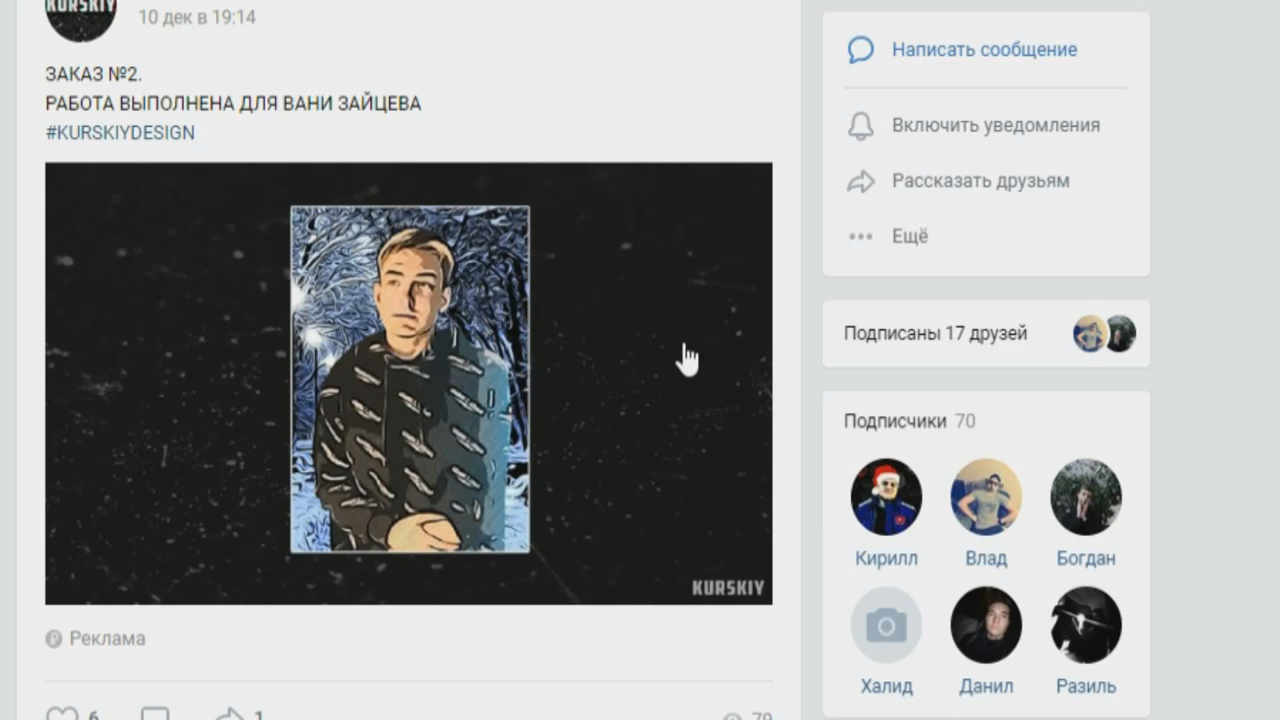 KURSKIY
10 дек в 19:14
ЗАКАЗ №2.
РАБОТА ВЫПОЛНЕНА ДЛЯ ВАНИ ЗАЙЦЕВА
#KURSKIYDESIGN
KURSKIY
Реклама
6
1
79
Написать сообщение
Включить уведомления
Рассказать друзьям
Ещё
Подписаны 17 друзей
Подписчики 70
Кирилл Влад Богдан
Халид Данил Разиль